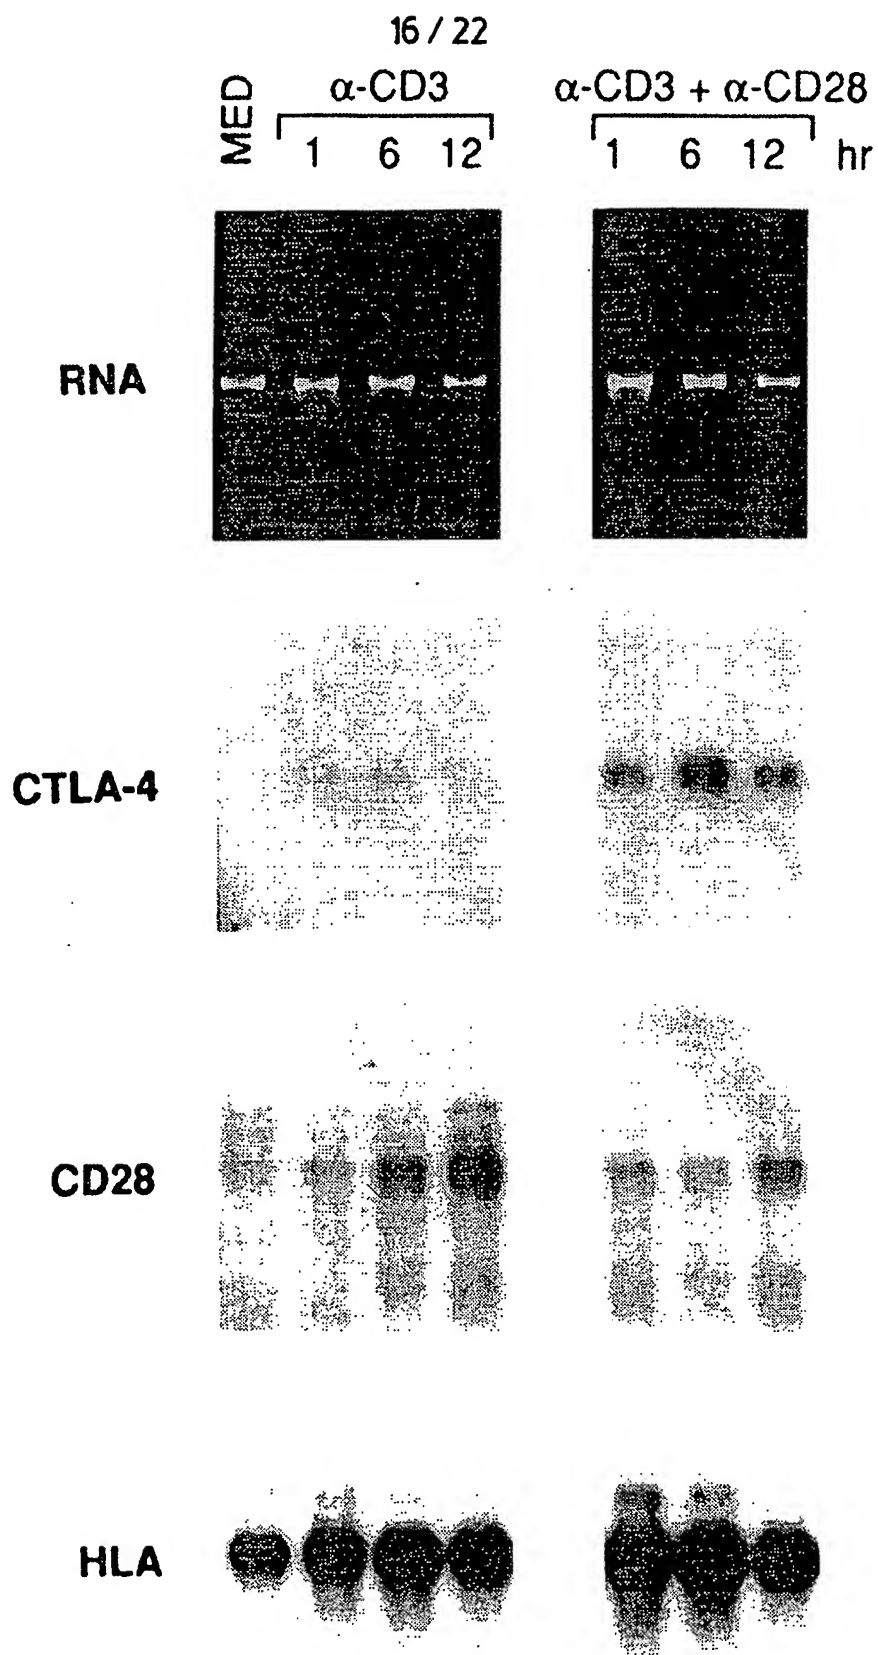 16 / 22
MED
α-CD3
α-CD3 + α-CD28
1 6 12
1 6 12 hr
RNA
CTLA-4
CD28
HLA